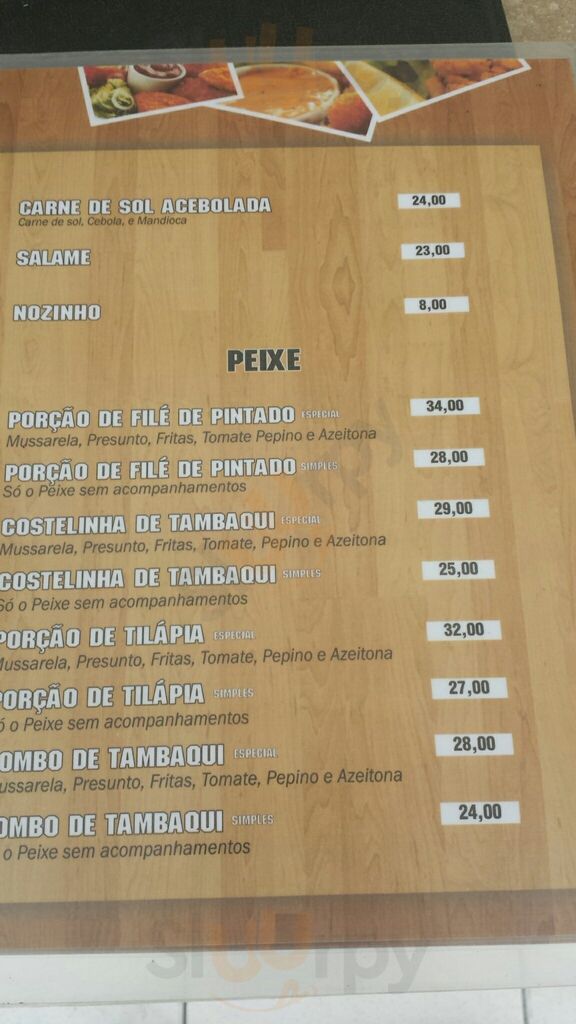 CARNE DE SOL ACEBOLADA 24,00
Carne de sol, Cebola, e Mandioca
SALAME 23,00
NOZINHO 8,00
PEIXE
PORÇÃO DE FILÉ DE PINTADO ESPECIAL 34,00
Mussarela, Presunto, Fritas, Tomate Pepino e Azeitona
PORÇÃO DE FILÉ DE PINTADO SIMPLES 28,00
Só o Peixe sem acompanhamentos
COSTELINHA DE TAMBAQUI ESPECIAL 29,00
Mussarela, Presunto, Fritas, Tomate, Pepino e Azeitona
COSTELINHA DE TAMBAQUI SIMPLES 25,00
Só o Peixe sem acompanhamentos
PORÇÃO DE TILÁPIA ESPECIAL 32,00
Mussarela, Presunto, Fritas, Tomate, Pepino e Azeitona
PORÇÃO DE TILÁPIA SIMPLES 27,00
ó o Peixe sem acompanhamentos
OMBO DE TAMBAQUI ESPECIAL 28,00
ussarela, Presunto, Fritas, Tomate, Pepino e Azeitona
OMBO DE TAMBAQUI SIMPLES 24,00
o Peixe sem acompanhamentos
sluurpy